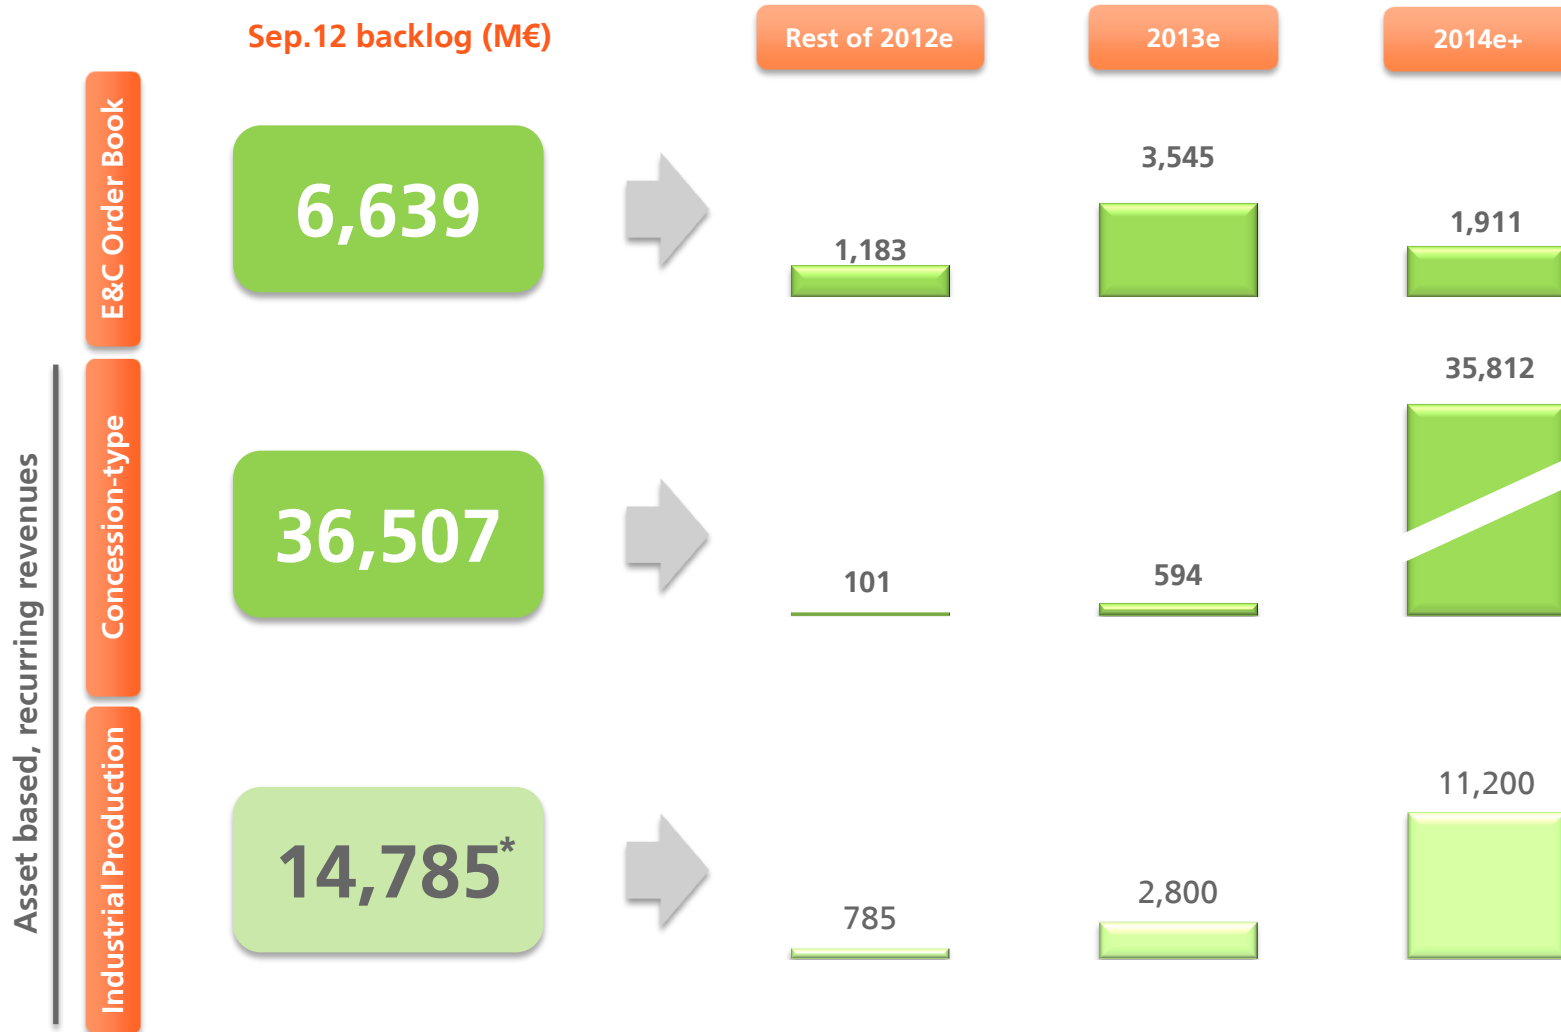 Sep.12 backlog (M€)
Rest of 2012e
2013e
2014e+
E&C Order Book
6,639
1,183
3,545
1,911
Asset based, recurring revenues
Concession-type
36,507
101
594
35,812
Industrial Production
14,785*
785
2,800
11,200